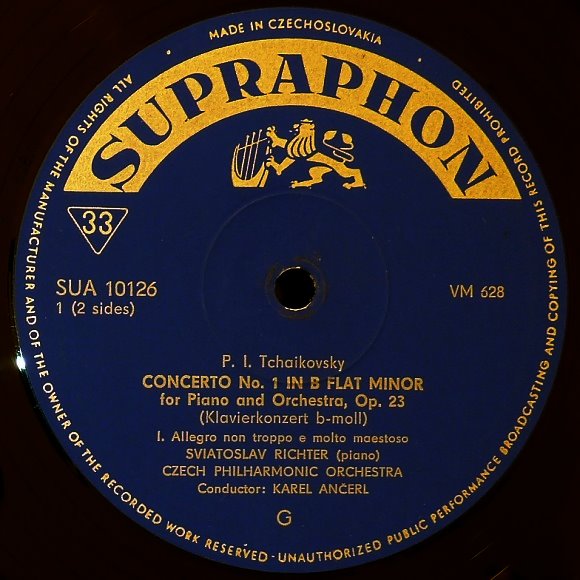 MADE IN CZECHOSLOVAKIA
ALL RIGHTS OF THE MANUFACTURER AND OF THE OWNER OF THE RECORDED WORK RESERVED - UNAUTHORIZED PUBLIC PERFORMANCE BROADCASTING AND COPYING OF THIS RECORD PROHIBITED
SUPRAPHON
33
SUA 10126
1 (2 sides)
VM 628
P. I. Tchaikovsky
CONCERTO No. 1 IN B FLAT MINOR
for Piano and Orchestra, Op. 23
(Klavierkonzert b-moll)
I. Allegro non troppo e molto maestoso
SVIATOSLAV RICHTER (piano)
CZECH PHILHARMONIC ORCHESTRA
Conductor: KAREL ANČERL
G